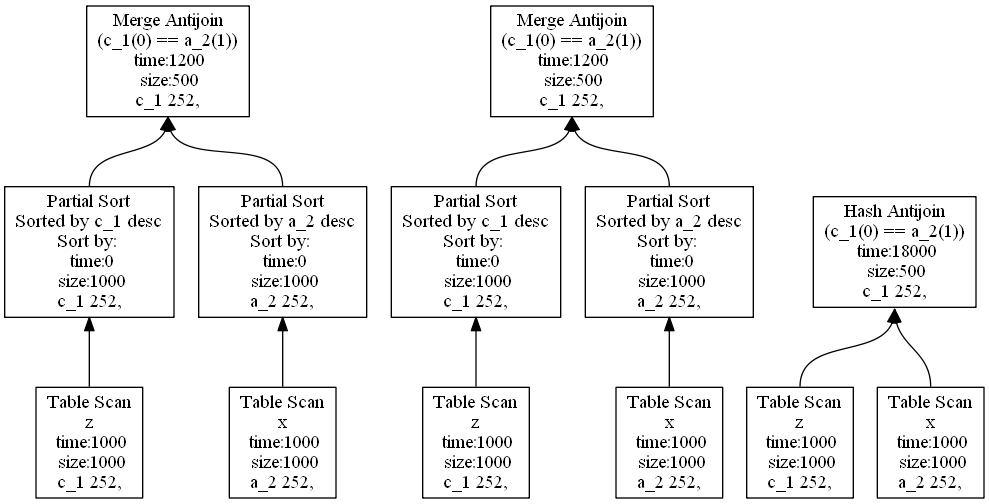 Merge Antijoin
(c_1(0) == a_2(1))
time:1200
size:500
c_1 252,
Merge Antijoin
(c_1(0) == a_2(1))
time:1200
size:500
c_1 252,
Partial Sort
Sorted by c_1 desc
Sort by:
time:0
size:1000
c_1 252,
Partial Sort
Sorted by a_2 desc
Sort by:
time:0
size:1000
a_2 252,
Partial Sort
Sorted by c_1 desc
Sort by:
time:0
size:1000
c_1 252,
Partial Sort
Sorted by a_2 desc
Sort by:
time:0
size:1000
a_2 252,
Hash Antijoin
(c_1(0) == a_2(1))
time:18000
size:500
c_1 252,
Table Scan
z
time:1000
size:1000
c_1 252,
Table Scan
x
time:1000
size:1000
a_2 252,
Table Scan
z
time:1000
size:1000
c_1 252,
Table Scan
x
time:1000
size:1000
a_2 252,
Table Scan
z
time:1000
size:1000
c_1 252,
Table Scan
x
time:1000
size:1000
a_2 252,